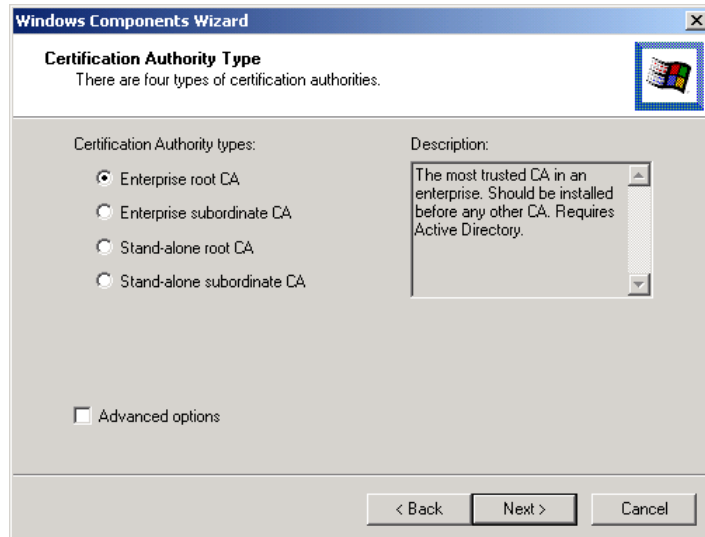 Windows Components Wizard
Certification Authority Type
There are four types of certification authorities.
Certification Authority types:
Enterprise root CA
Enterprise subordinate CA
Stand-alone root CA
Stand-alone subordinate CA
Description:
The most trusted CA in an
enterprise. Should be installed
before any other CA. Requires
Active Directory.
Advanced options
< Back
Next >
Cancel